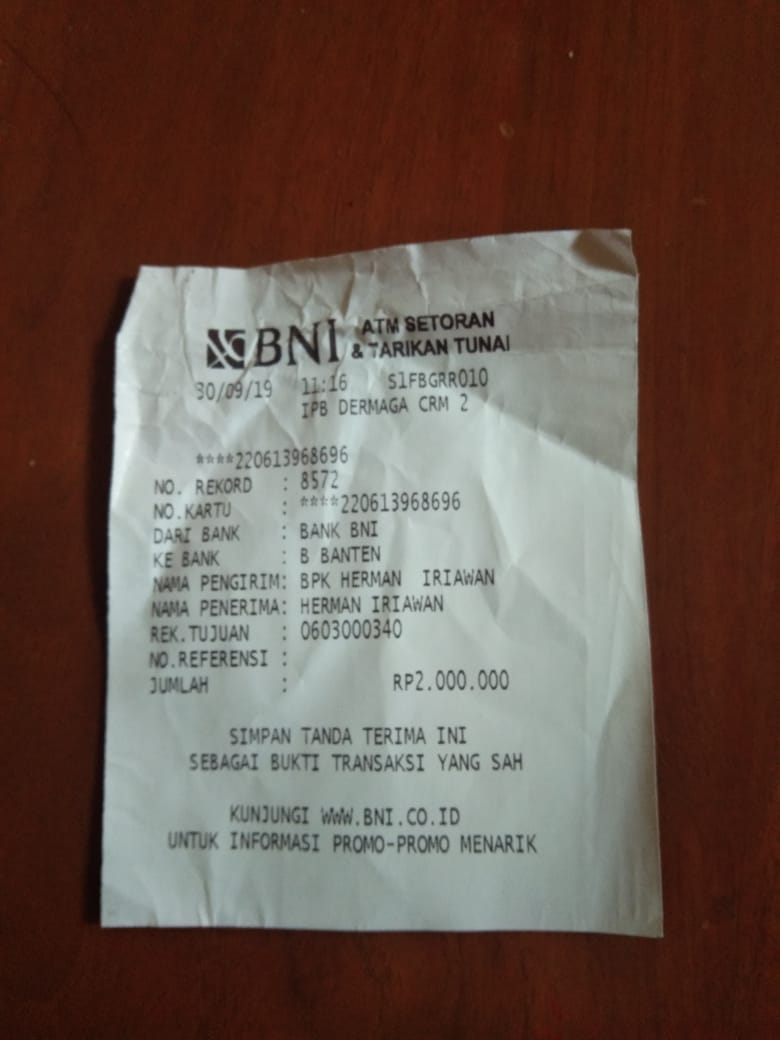 BNI ATM SETORAN
& TARIKAN TUNAI
30/09/19 11:16 S1FBGRR010
IPB DERMAGA CRM 2
****220613968696
NO. REKORD : 8572
NO.KARTU : ****220613968696
DARI BANK : BANK BNI
KE BANK : B BANTEN
NAMA PENGIRIM: BPK HERMAN IRIAWAN
NAMA PENERIMA: HERMAN IRIAWAN
REK.TUJUAN : 0603000340
NO.REFERENSI :
JUMLAH : RP2.000.000
SIMPAN TANDA TERIMA INI
SEBAGAI BUKTI TRANSAKSI YANG SAH
KUNJUNGI WWW.BNI.CO.ID
UNTUK INFORMASI PROMO-PROMO MENARIK